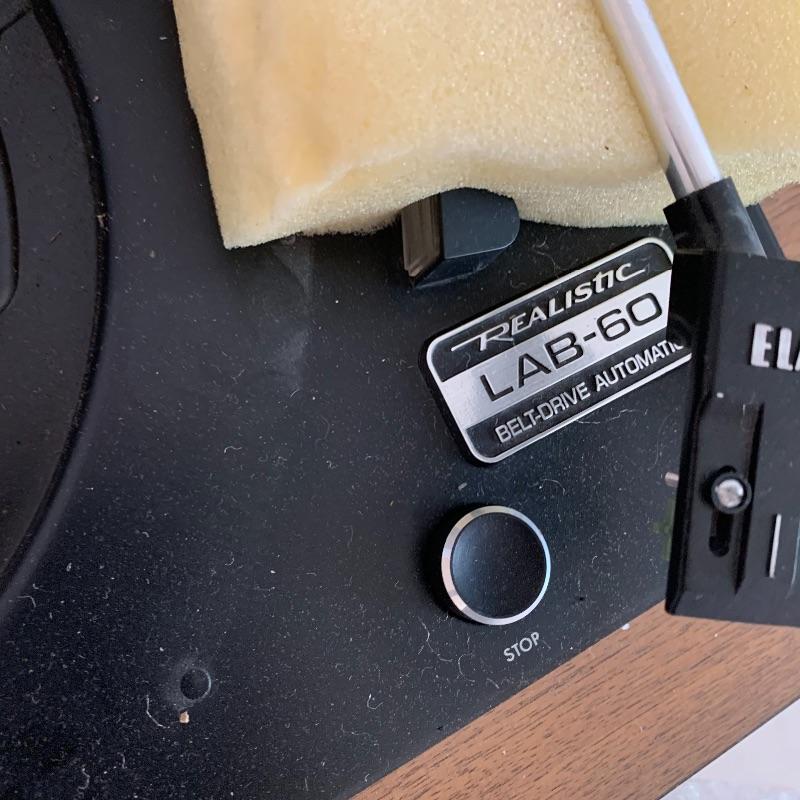 REALISTIC
LAB-60
BELT-DRIVE AUTOMATIC
STOP